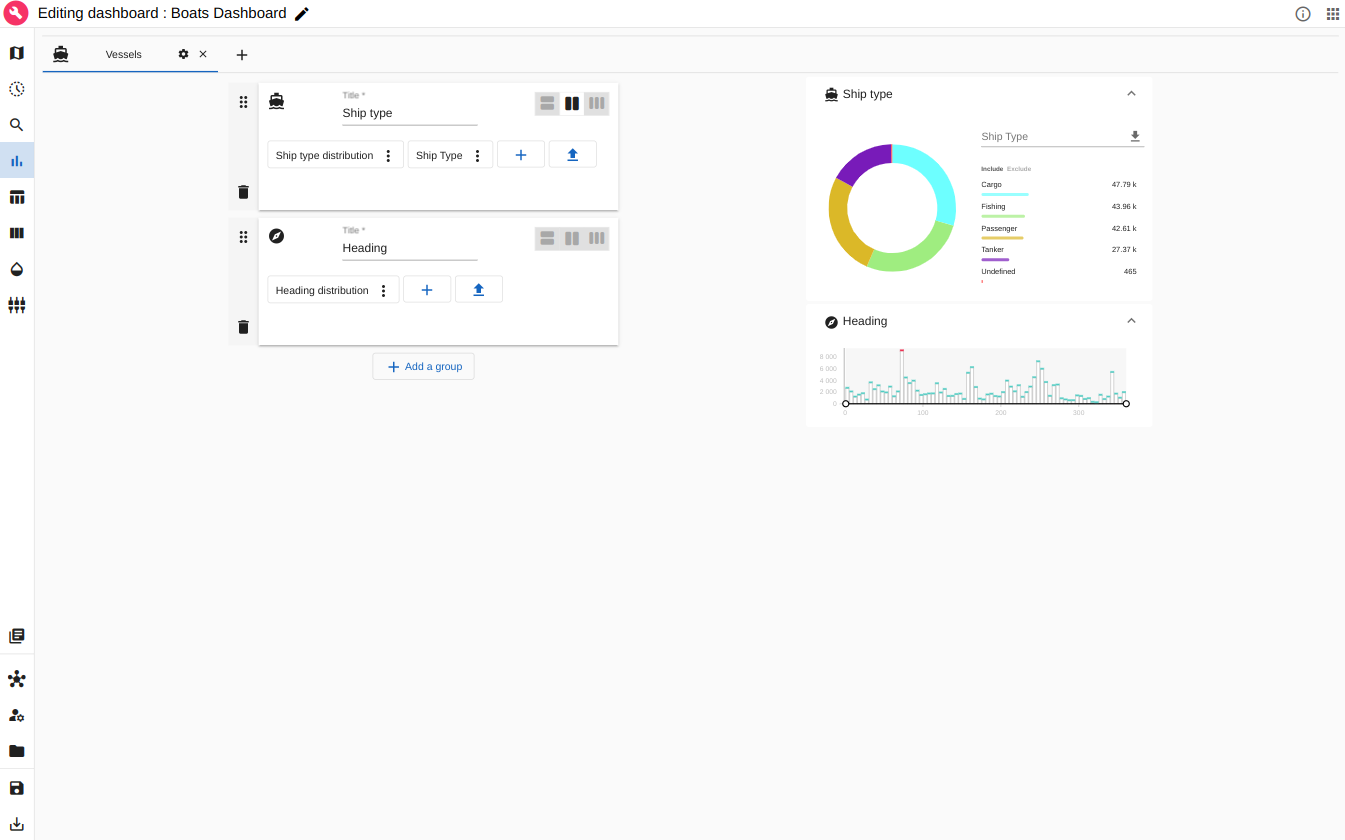 Editing dashboard : Boats Dashboard
Vessels
Title *
Ship type
Ship type distribution
Ship Type
Title *
Heading
Heading distribution
Add a group
Ship type
Ship Type
Include Exclude
Cargo 47.79 k
Fishing 43.96 k
Passenger 42.61 k
Tanker 27.37 k
Undefined 465
Heading
8 000
6 000
4 000
2 000
0
0 100 200 300